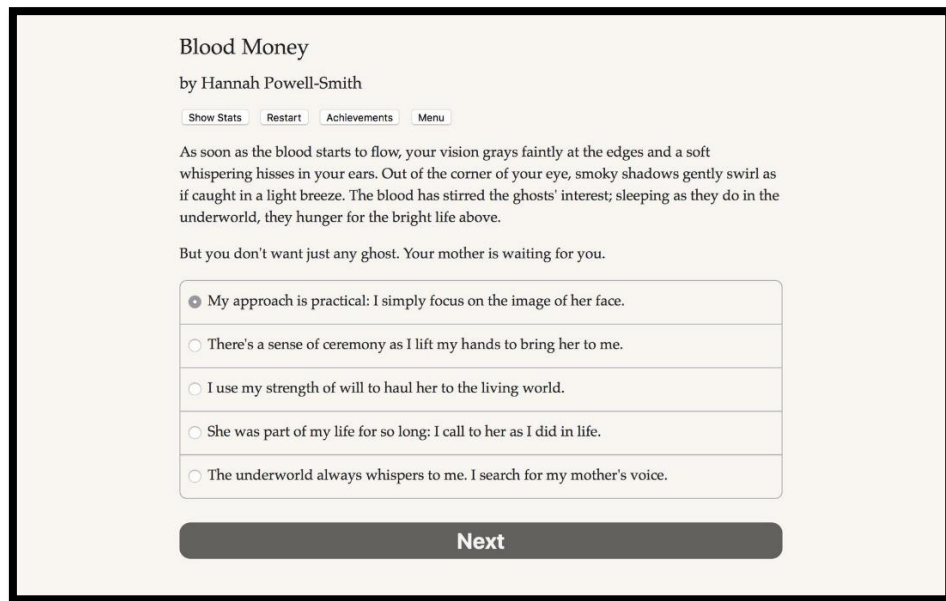 Blood Money
by Hannah Powell-Smith
Show Stats Restart Achievements Menu
As soon as the blood starts to flow, your vision grays faintly at the edges and a soft
whispering hisses in your ears. Out of the corner of your eye, smoky shadows gently swirl as
if caught in a light breeze. The blood has stirred the ghosts' interest; sleeping as they do in the
underworld, they hunger for the bright life above.
But you don't want just any ghost. Your mother is waiting for you.
My approach is practical: I simply focus on the image of her face.
There's a sense of ceremony as I lift my hands to bring her to me.
I use my strength of will to haul her to the living world.
She was part of my life for so long: I call to her as I did in life.
The underworld always whispers to me. I search for my mother's voice.
Next